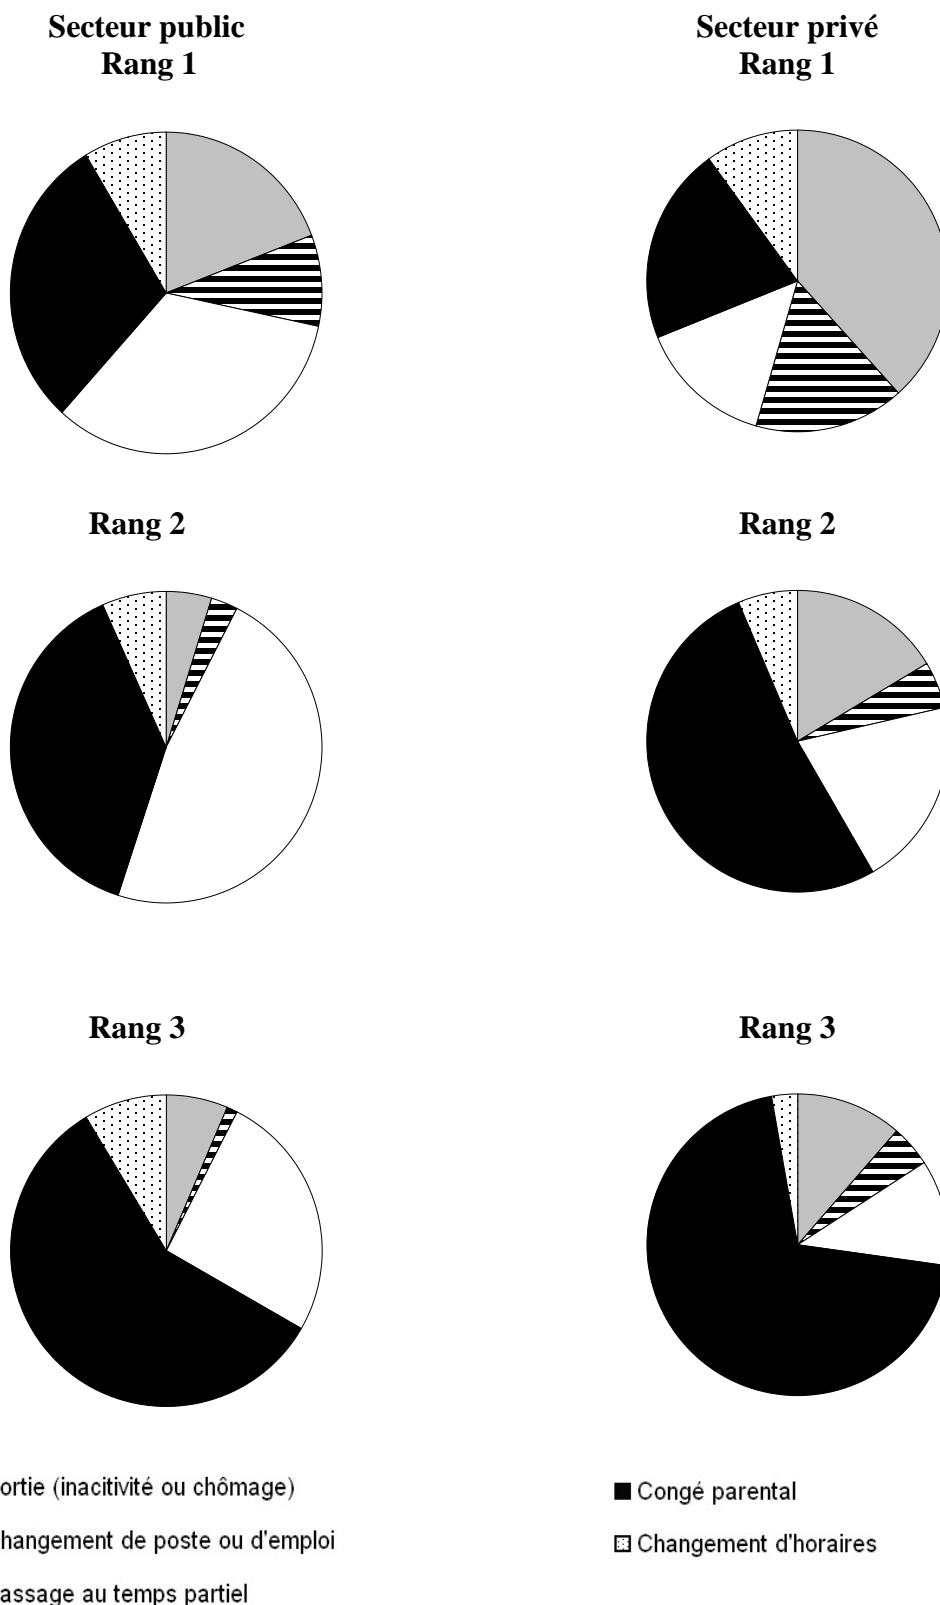 Secteur public
Rang 1
Secteur privé
Rang 1
Rang 2
Rang 2
Rang 3
Rang 3
ortie (inacitivité ou chômage)
hangement de poste ou d'emploi
assage au temps partiel
Congé parental
Changement d'horaires